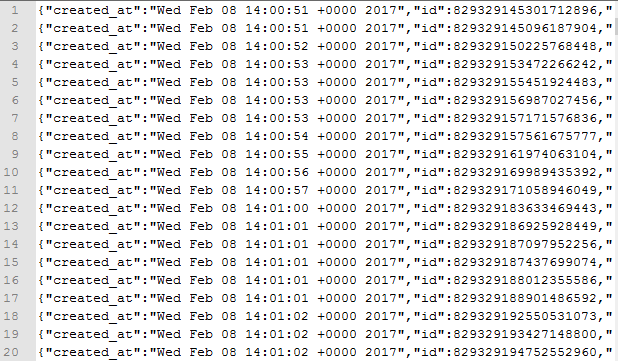 1 {"created_at":"Wed Feb 08 14:00:51 +0000 2017","id":829329145301712896,"
2 {"created_at":"Wed Feb 08 14:00:51 +0000 2017","id":829329145096187904,"
3 {"created_at":"Wed Feb 08 14:00:52 +0000 2017","id":829329150225768448,"
4 {"created_at":"Wed Feb 08 14:00:53 +0000 2017","id":829329153472266242,"
5 {"created_at":"Wed Feb 08 14:00:53 +0000 2017","id":829329155451924483,"
6 {"created_at":"Wed Feb 08 14:00:53 +0000 2017","id":829329156987027456,"
7 {"created_at":"Wed Feb 08 14:00:53 +0000 2017","id":829329157171576836,"
8 {"created_at":"Wed Feb 08 14:00:54 +0000 2017","id":829329157561675777,"
9 {"created_at":"Wed Feb 08 14:00:55 +0000 2017","id":829329161974063104,"
10 {"created_at":"Wed Feb 08 14:00:56 +0000 2017","id":829329169989435392,"
11 {"created_at":"Wed Feb 08 14:00:57 +0000 2017","id":829329171058946049,"
12 {"created_at":"Wed Feb 08 14:01:00 +0000 2017","id":829329183633469443,"
13 {"created_at":"Wed Feb 08 14:01:01 +0000 2017","id":829329186925928449,"
14 {"created_at":"Wed Feb 08 14:01:01 +0000 2017","id":829329187097952256,"
15 {"created_at":"Wed Feb 08 14:01:01 +0000 2017","id":829329187437699074,"
16 {"created_at":"Wed Feb 08 14:01:01 +0000 2017","id":829329188012355586,"
17 {"created_at":"Wed Feb 08 14:01:01 +0000 2017","id":829329188901486592,"
18 {"created_at":"Wed Feb 08 14:01:02 +0000 2017","id":829329192550531073,"
19 {"created_at":"Wed Feb 08 14:01:02 +0000 2017","id":829329193427148800,"
20 {"created_at":"Wed Feb 08 14:01:02 +0000 2017","id":829329194752552960,"